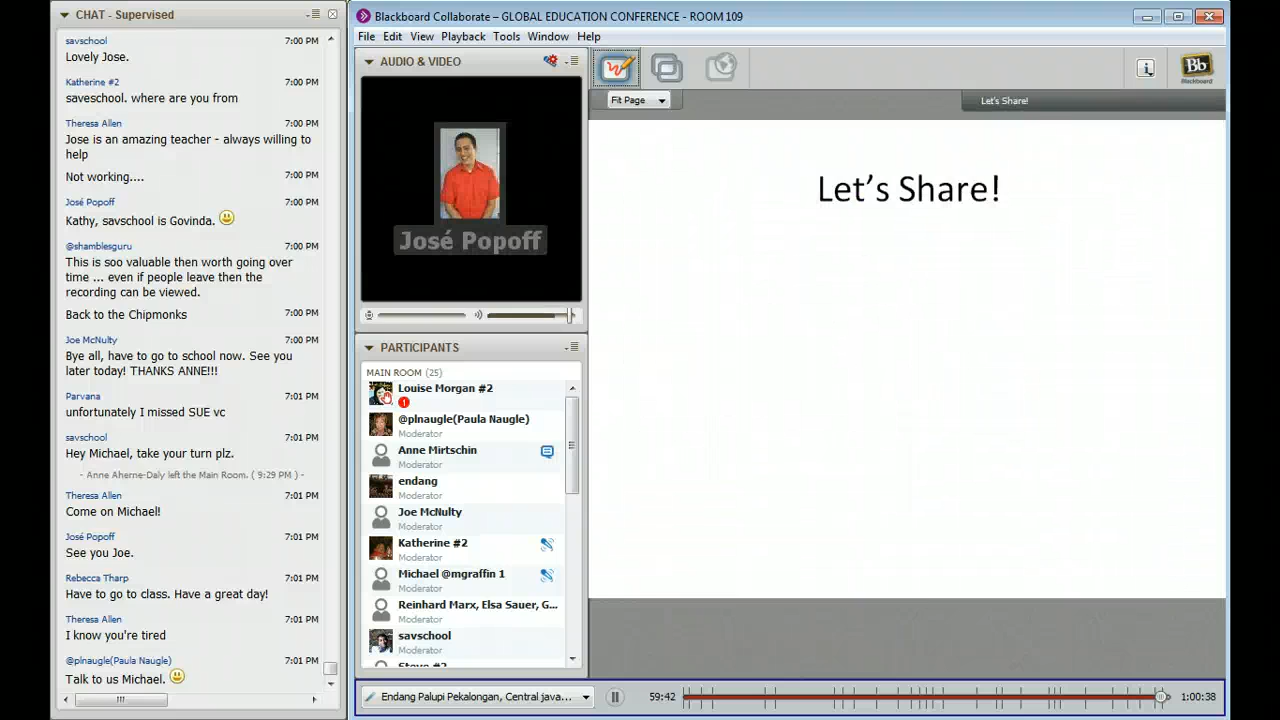 CHAT - Supervised
savschool 7:00 PM
Lovely Jose.
Katherine #2 7:00 PM
saveschool. where are you from
Theresa Allen 7:00 PM
Jose is an amazing teacher - always willing to
help
Not working.... 7:00 PM
José Popoff 7:00 PM
Kathy, savschool is Govinda.
@shamblesguru 7:00 PM
This is soo valuable then worth going over
time ... even if people leave then the
recording can be viewed.
Back to the Chipmonks 7:00 PM
Joe McNulty 7:00 PM
Bye all, have to go to school now. See you
later today! THANKS ANNE!!!
Parvana 7:01 PM
unfortunately I missed SUE vc
savschool 7:01 PM
Hey Michael, take your turn plz.
- Anne Aherne-Daly left the Main Room. ( 9:29 PM ) -
Theresa Allen 7:01 PM
Come on Michael!
José Popoff 7:01 PM
See you Joe.
Rebecca Tharp 7:01 PM
Have to go to class. Have a great day!
Theresa Allen 7:01 PM
I know you're tired
@plnaugle(Paula Naugle) 7:01 PM
Talk to us Michael.
Blackboard Collaborate – GLOBAL EDUCATION CONFERENCE - ROOM 109
File Edit View Playback Tools Window Help
AUDIO & VIDEO
José Popoff
PARTICIPANTS
MAIN ROOM (25)
Louise Morgan #2
1
@plnaugle(Paula Naugle)
Moderator
Anne Mirtschin
Moderator
endang
Moderator
Joe McNulty
Moderator
Katherine #2
Moderator
Michael @mgraffin 1
Moderator
Reinhard Marx, Elsa Sauer, G...
Moderator
savschool
Moderator
Steve #2
Bb
Blackboard
Fit Page
Let's Share!
Let's Share!
Endang Palupi Pekalongan, Central java...
59:42
1:00:38